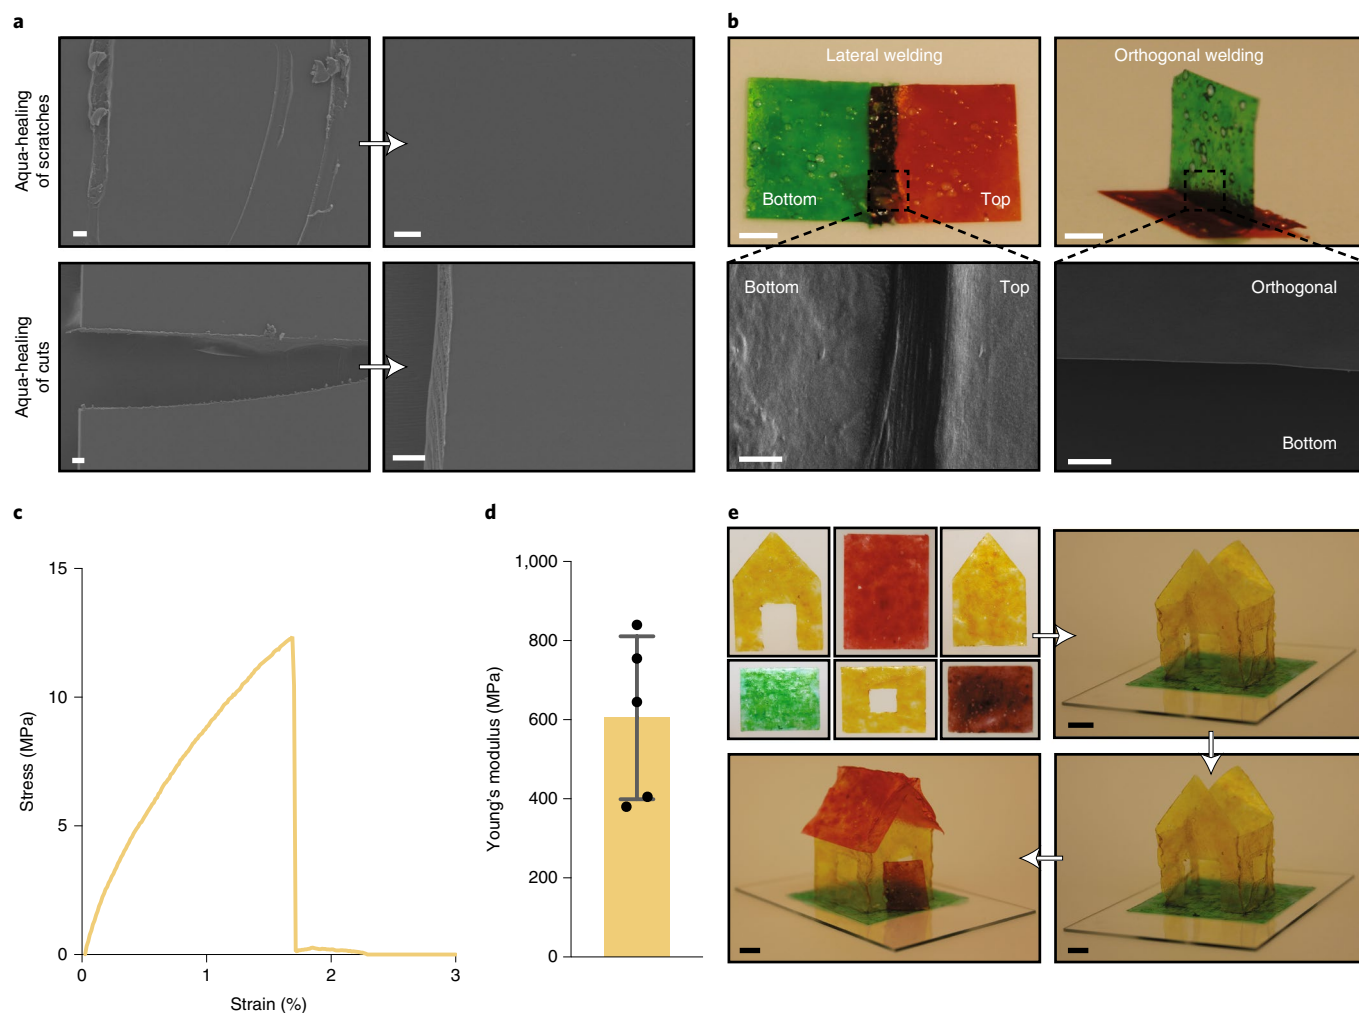 a
Aqua-healing
of scratches
Aqua-healing
of cuts
b
Lateral welding
Bottom
Top
Orthogonal welding
Bottom
Top
Orthogonal
Bottom
c
15
10
5
0
0
1
2
3
Stress (MPa)
Strain (%)
d
1,000
800
600
400
200
0
Young's modulus (MPa)
e